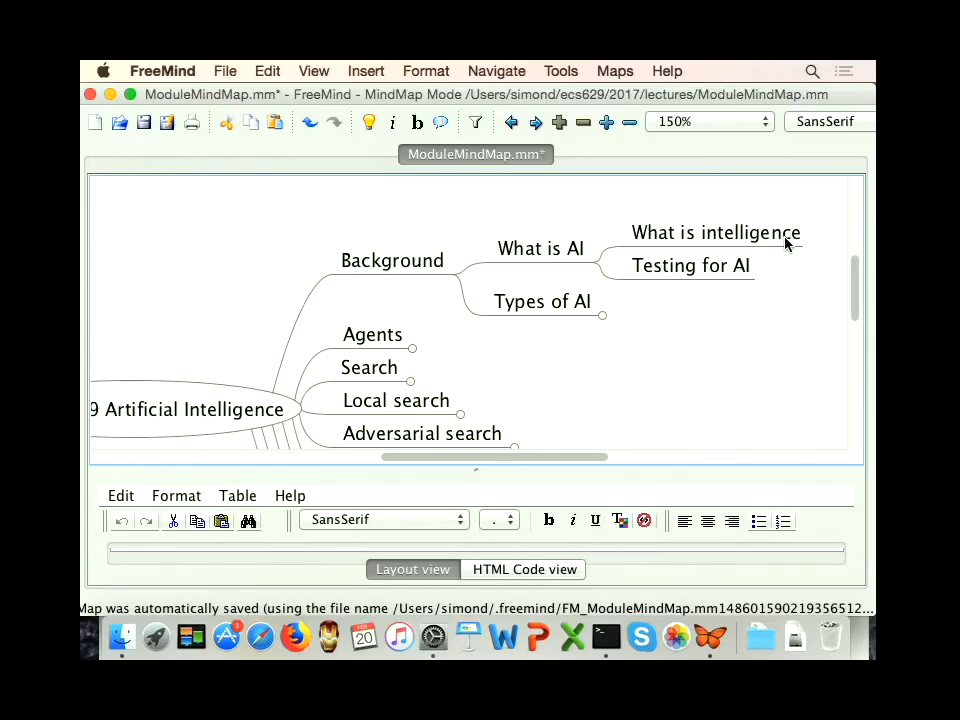 FreeMind File Edit View Insert Format Navigate Tools Maps Help
ModuleMindMap.mm* - FreeMind - MindMap Mode /Users/simond/ecs629/2017/lectures/ModuleMindMap.mm
i b 150% SansSerif
ModuleMindMap.mm*
What is intelligence
What is AI
Background
Testing for AI
Types of AI
Agents
Search
Local search
9 Artificial Intelligence
Adversarial search
Edit Format Table Help
SansSerif . b i U T
Layout view HTML Code view
Map was automatically saved (using the file name /Users/simond/.freemind/FM_ModuleMindMap.mm148601590219356512...
3 FEB 20 W P X S